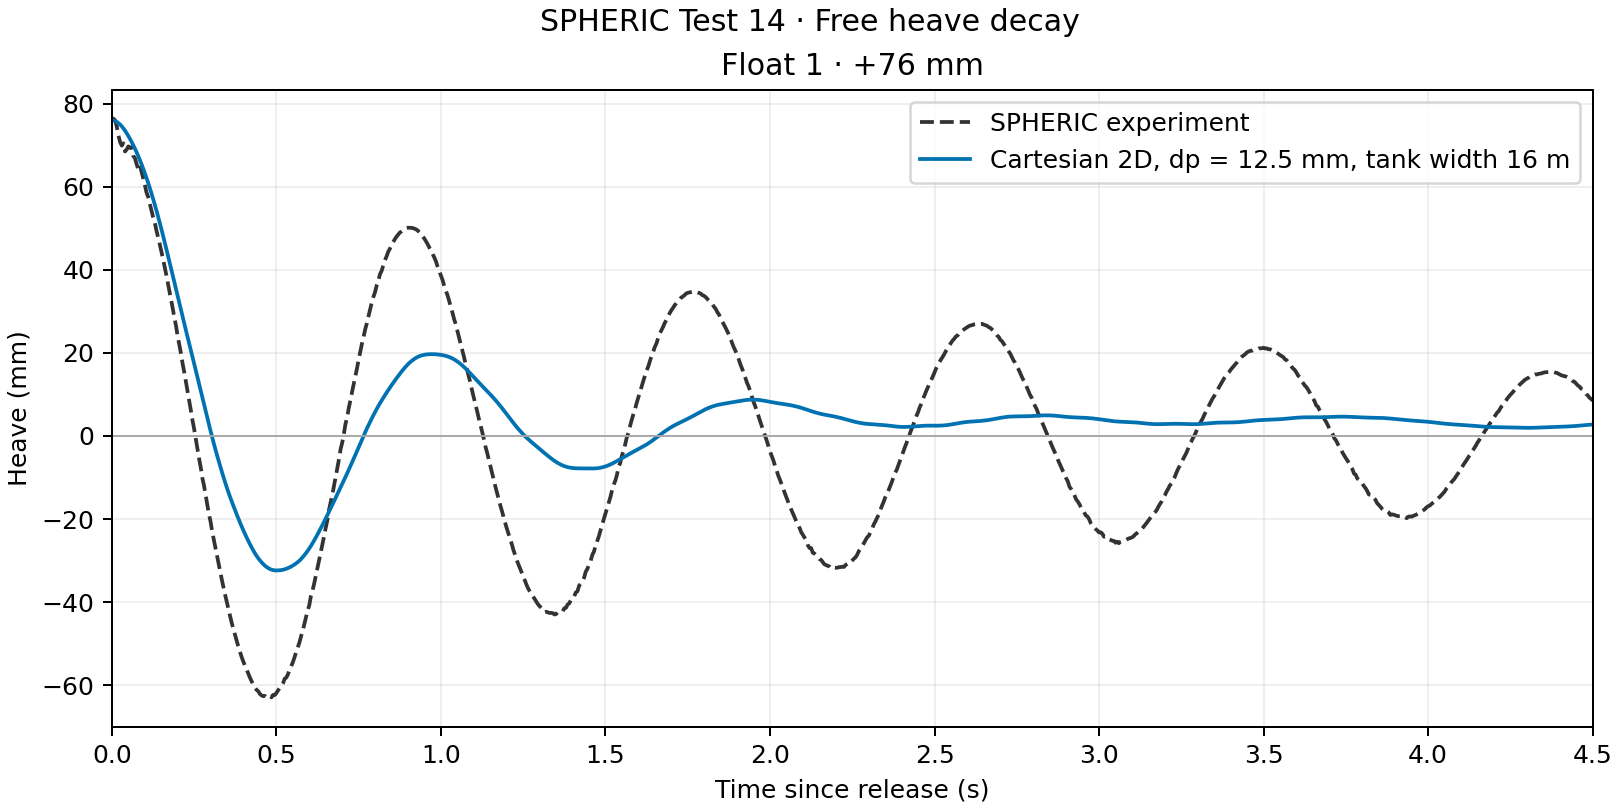 SPHERIC Test 14 · Free heave decay
Float 1 · +76 mm
SPHERIC experiment
Cartesian 2D, dp = 12.5 mm, tank width 16 m
Heave (mm)
80
60
40
20
0
−20
−40
−60
0.0 0.5 1.0 1.5 2.0 2.5 3.0 3.5 4.0 4.5
Time since release (s)